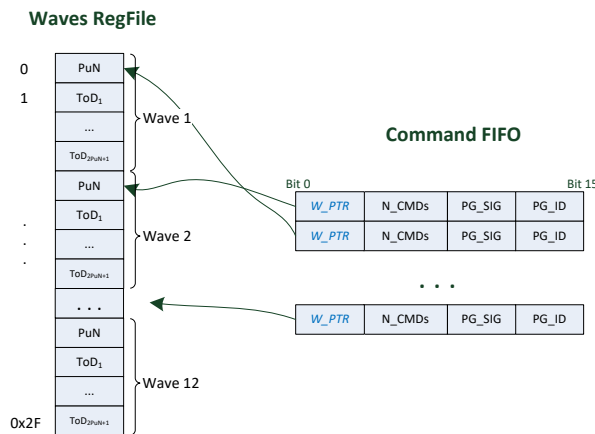 Waves RegFile
0
PuN
1
ToD1
...
Wave 1
ToD2PuN+1
PuN
ToD1
.
.
.
...
Wave 2
ToD2PuN+1
...
PuN
ToD1
...
Wave 12
0x2F
ToD2PuN+1
Command FIFO
Bit 0
Bit 15
W_PTR N_CMDs PG_SIG PG_ID
W_PTR N_CMDs PG_SIG PG_ID
...
W_PTR N_CMDs PG_SIG PG_ID